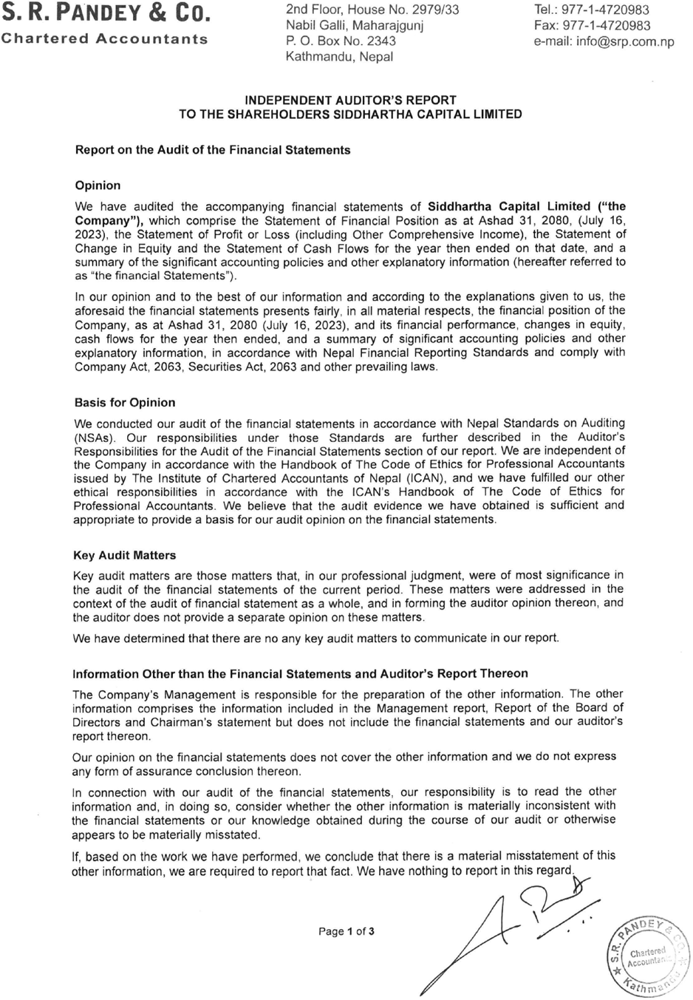 S. R. PANDEY & CO.
Chartered Accountants
2nd Floor, House No. 2979/33
Nabil Galli, Maharajgunj
P. O. Box No. 2343
Kathmandu, Nepal
Tel.: 977-1-4720983
Fax: 977-1-4720983
e-mail: info@srp.com.np
INDEPENDENT AUDITOR'S REPORT
TO THE SHAREHOLDERS SIDDHARTHA CAPITAL LIMITED
Report on the Audit of the Financial Statements
Opinion
We have audited the accompanying financial statements of Siddhartha Capital Limited (“the
Company”), which comprise the Statement of Financial Position as at Ashad 31, 2080, (July 16,
2023), the Statement of Profit or Loss (including Other Comprehensive Income), the Statement of
Change in Equity and the Statement of Cash Flows for the year then ended on that date, and a
summary of the significant accounting policies and other explanatory information (hereafter referred to
as “the financial Statements”).
In our opinion and to the best of our information and according to the explanations given to us, the
aforesaid the financial statements presents fairly, in all material respects, the financial position of the
Company, as at Ashad 31, 2080 (July 16, 2023), and its financial performance, changes in equity,
cash flows for the year then ended, and a summary of significant accounting policies and other
explanatory information, in accordance with Nepal Financial Reporting Standards and comply with
Company Act, 2063, Securities Act, 2063 and other prevailing laws.
Basis for Opinion
We conducted our audit of the financial statements in accordance with Nepal Standards on Auditing
(NSAs). Our responsibilities under those Standards are further described in the Auditor's
Responsibilities for the Audit of the Financial Statements section of our report. We are independent of
the Company in accordance with the Handbook of The Code of Ethics for Professional Accountants
issued by The Institute of Chartered Accountants of Nepal (ICAN), and we have fulfilled our other
ethical responsibilities in accordance with the ICAN's Handbook of The Code of Ethics for
Professional Accountants. We believe that the audit evidence we have obtained is sufficient and
appropriate to provide a basis for our audit opinion on the financial statements.
Key Audit Matters
Key audit matters are those matters that, in our professional judgment, were of most significance in
the audit of the financial statements of the current period. These matters were addressed in the
context of the audit of financial statement as a whole, and in forming the auditor opinion thereon, and
the auditor does not provide a separate opinion on these matters.
We have determined that there are no any key audit matters to communicate in our report.
Information Other than the Financial Statements and Auditor's Report Thereon
The Company's Management is responsible for the preparation of the other information. The other
information comprises the information included in the Management report, Report of the Board of
Directors and Chairman's statement but does not include the financial statements and our auditor's
report thereon.
Our opinion on the financial statements does not cover the other information and we do not express
any form of assurance conclusion thereon.
In connection with our audit of the financial statements, our responsibility is to read the other
information and, in doing so, consider whether the other information is materially inconsistent with
the financial statements or our knowledge obtained during the course of our audit or otherwise
appears to be materially misstated.
If, based on the work we have performed, we conclude that there is a material misstatement of this
other information, we are required to report that fact. We have nothing to report in this regard.
Page 1 of 3
S.R. PANDEY & CO.
Chartered
Kathmandu